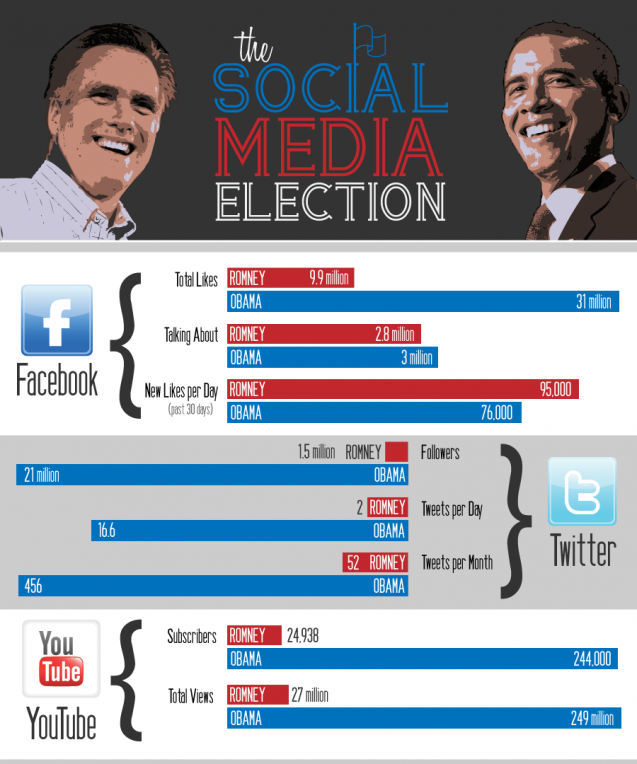 the
SOCIAL
MEDIA
ELECTION
f
Facebook
Total Likes
ROMNEY 9.9 million
OBAMA 31 million
Talking About
ROMNEY 2.8 million
OBAMA 3 million
New Likes per Day
(past 30 days)
ROMNEY 95,000
OBAMA 76,000
1.5 million ROMNEY Followers
21 million OBAMA
2 ROMNEY Tweets per Day
16.6 OBAMA
52 ROMNEY Tweets per Month
456 OBAMA
t
Twitter
You
Tube
YouTube
Subscribers ROMNEY 24,938
OBAMA 244,000
Total Views ROMNEY 27 million
OBAMA 249 million